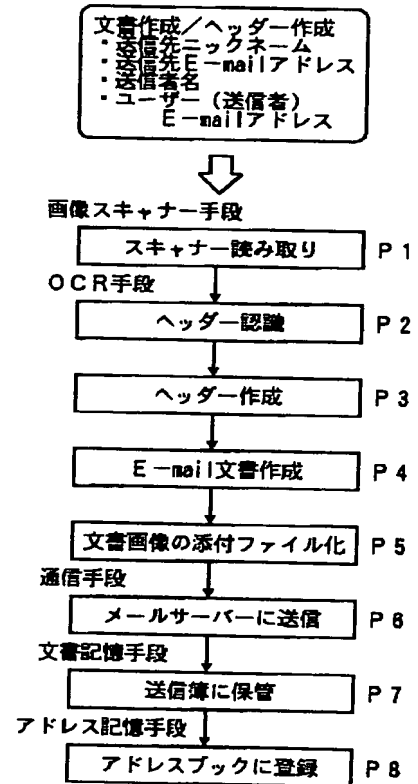 文書作成／ヘッダー作成
・送信先ニックネーム
・送信先E－mailアドレス
・送信者名
・ユーザー（送信者）
E－mailアドレス
画像スキャナー手段
スキャナー読み取り P1
OCR手段
ヘッダー認識 P2
ヘッダー作成 P3
E－mail文書作成 P4
文書画像の添付ファイル化 P5
通信手段
メールサーバーに送信 P6
文書記憶手段
送信簿に保管 P7
アドレス記憶手段
アドレスブックに登録 P8